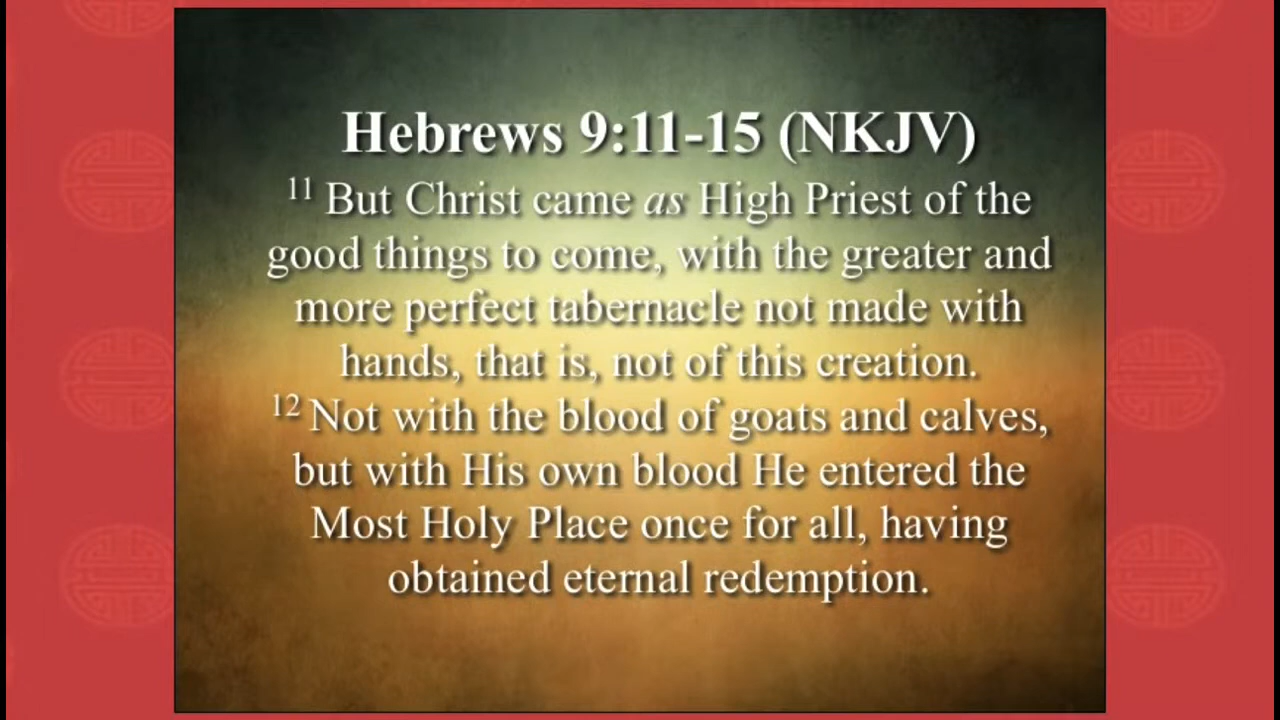 Hebrews 9:11-15 (NKJV)
11 But Christ came as High Priest of the
good things to come, with the greater and
more perfect tabernacle not made with
hands, that is, not of this creation.
12 Not with the blood of goats and calves,
but with His own blood He entered the
Most Holy Place once for all, having
obtained eternal redemption.